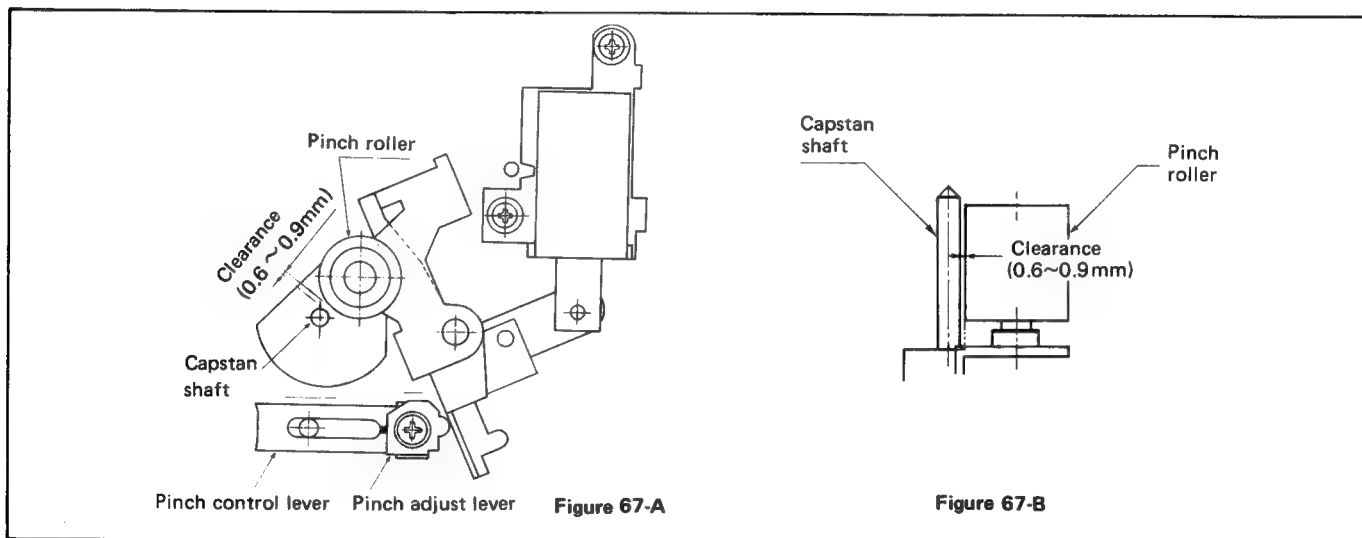 Pinch roller
Clearance
(0.6 ~ 0.9mm)
Capstan
shaft
Pinch control lever
Pinch adjust lever
Figure 67-A
Capstan
shaft
Pinch
roller
Clearance
(0.6~0.9mm)
Figure 67-B